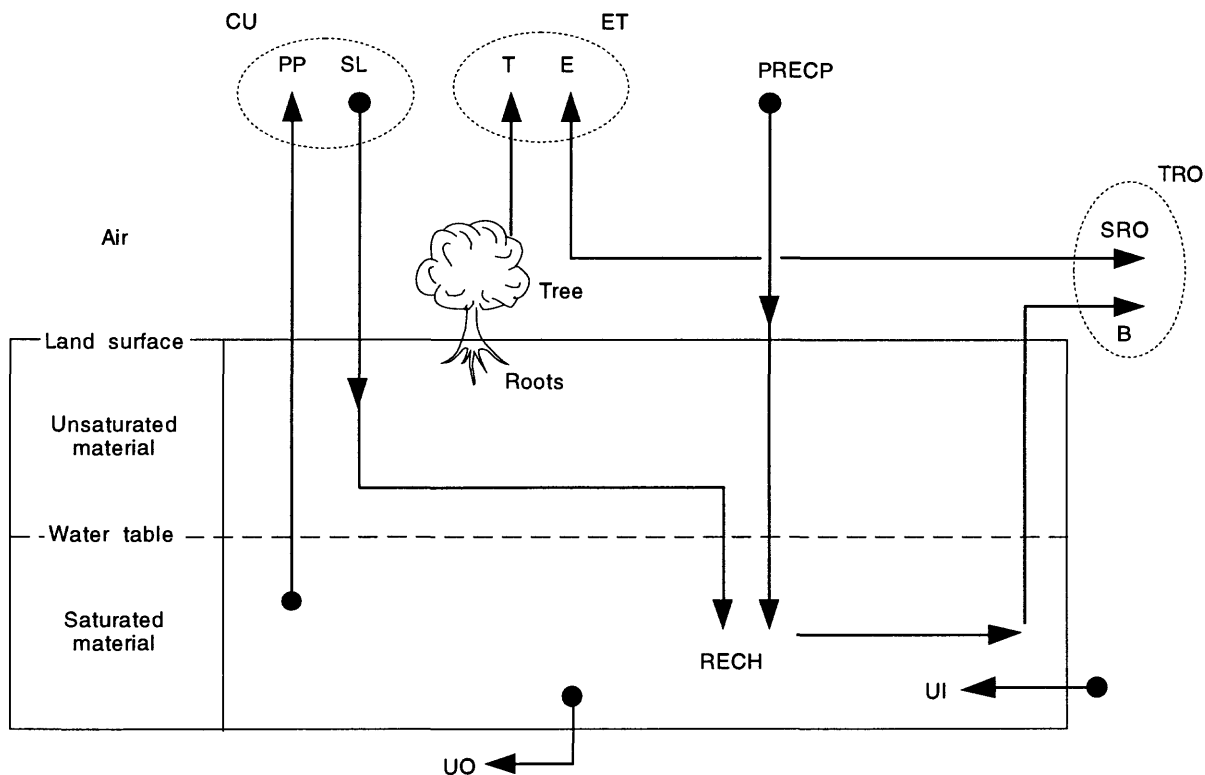 CU
ET
PP
SL
T
E
PRECP
TRO
SRO
Air
Tree
B
Land surface
Roots
Unsaturated
material
Water table
Saturated
material
RECH
UI
UO